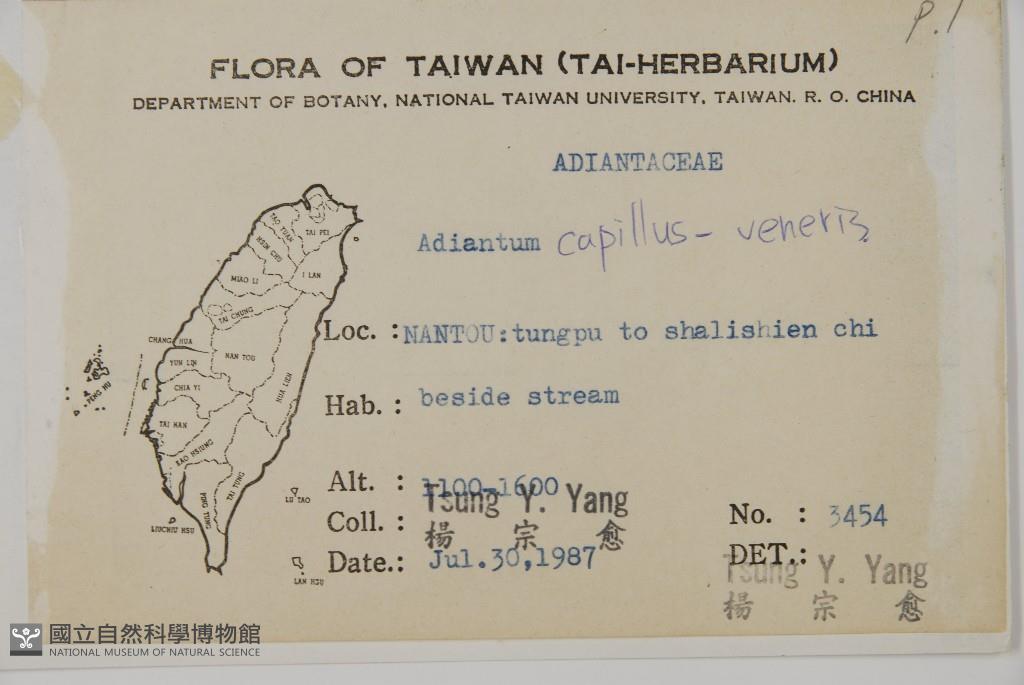 P.1
FLORA OF TAIWAN (TAI-HERBARIUM)
DEPARTMENT OF BOTANY, NATIONAL TAIWAN UNIVERSITY, TAIWAN. R. O. CHINA
ADIANTACEAE
Adiantum capillus-veneris
TAO YUAN
TAI PEI
HSIN CHU
I LAN
MIAO LI
TAI CHUNG
CHANG HUA
NAN TOU
YUN LIN
HUA LIEN
CHIA YI
PENG HU
TAI NAN
KAO HSIUNG
TAI TUNG
PING TUNG
LIUCHIU HSU
LU TAO
LAN HSU
Loc. : NANTOU:tungpu to shalishien chi
Hab. : beside stream
Alt. : 1100-1600
Coll. : Tsung Y. Yang
楊 宗 愈
No. : 3454
Date.: Jul.30,1987
DET.: Tsung Y. Yang
楊 宗 愈
國立自然科學博物館
NATIONAL MUSEUM OF NATURAL SCIENCE